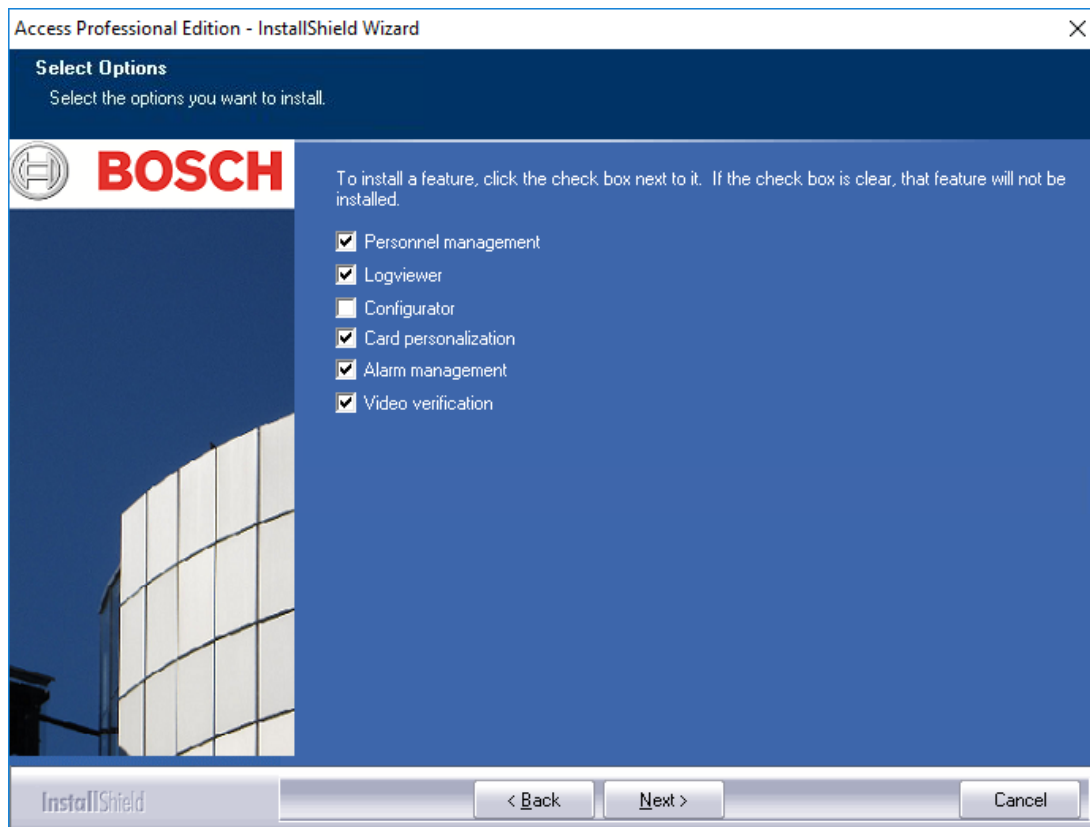 Access Professional Edition - InstallShield Wizard
Select Options
Select the options you want to install.
BOSCH
To install a feature, click the check box next to it.  If the check box is clear, that feature will not be
installed.
Personnel management
Logviewer
Configurator
Card personalization
Alarm management
Video verification
InstallShield
< Back
Next >
Cancel